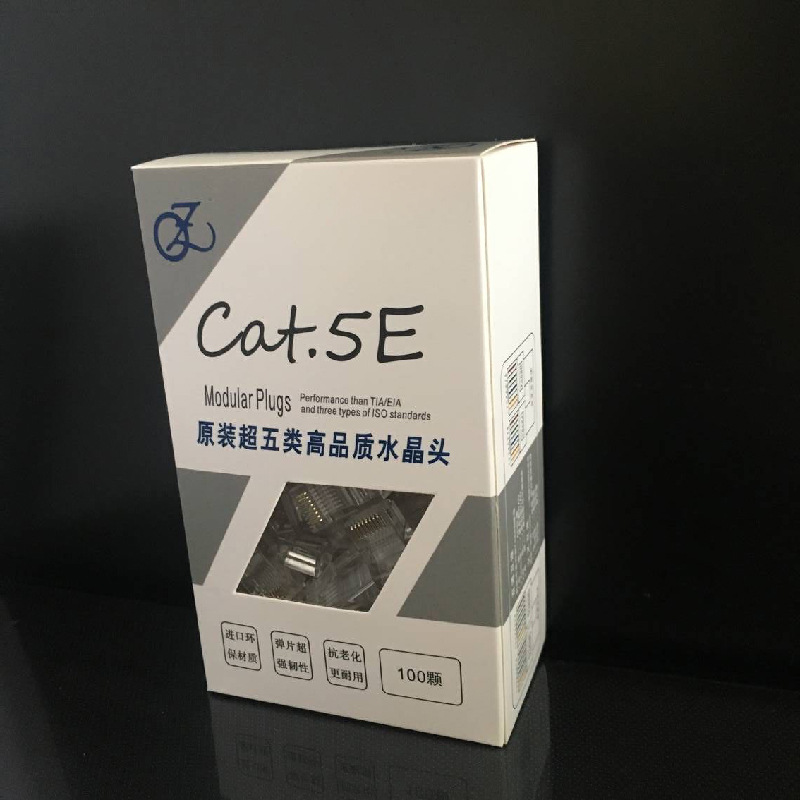 Cat.5E
Modular Plugs
Performance than TIA/EIA
and three types of ISO standards
原装超五类高品质水晶头
进口环
保材质
弹片超
强韧性
抗老化
更耐用
100颗